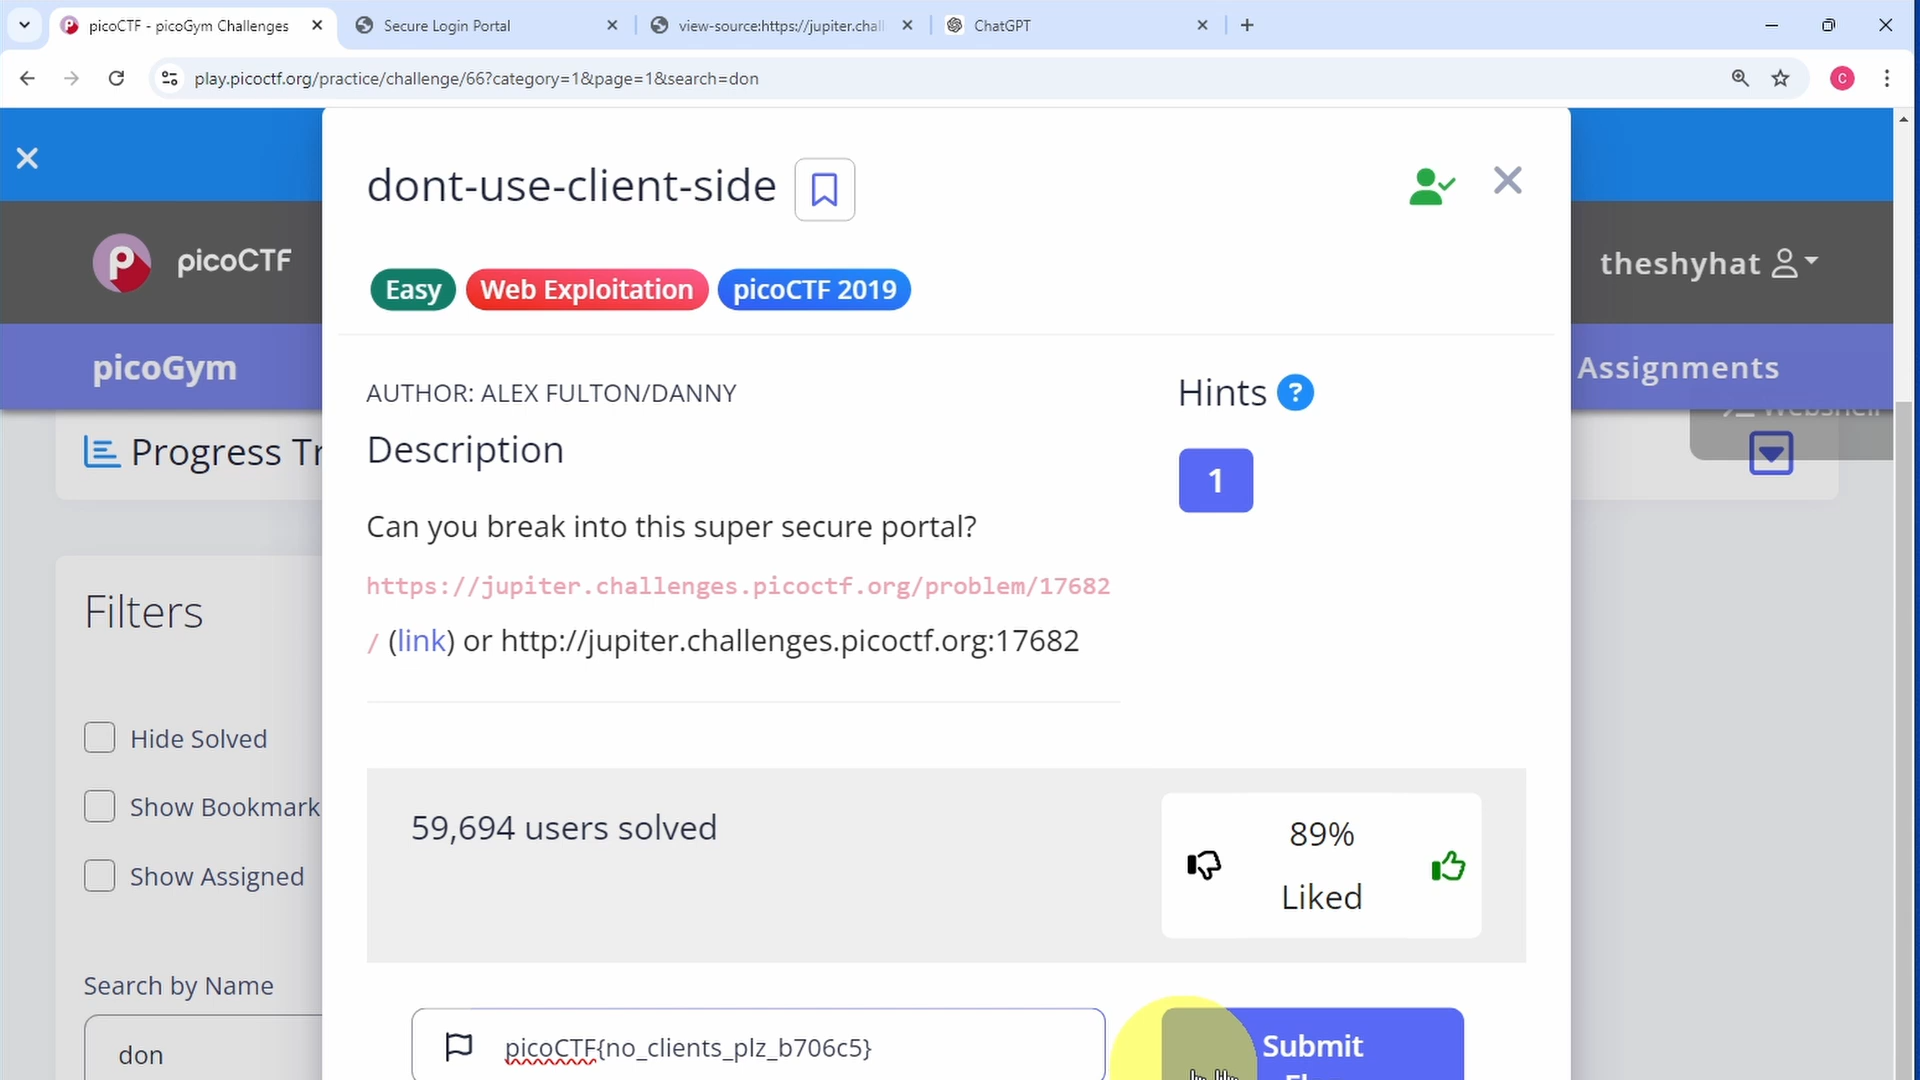 picoCTF - picoGym Challenges
Secure Login Portal
view-source:https://jupiter.chal
ChatGPT
play.picoctf.org/practice/challenge/66?category=1&page=1&search=don
C
dont-use-client-side
picoCTF
theshyhat
Easy
Web Exploitation
picoCTF 2019
picoGym
Assignments
AUTHOR: ALEX FULTON/DANNY
Hints ?
Webshell
Progress Tr
Description
1
Can you break into this super secure portal?
https://jupiter.challenges.picoctf.org/problem/17682
/ (link) or http://jupiter.challenges.picoctf.org:17682
Filters
Hide Solved
Show Bookmark
Show Assigned
59,694 users solved
89%
Liked
Search by Name
don
picoCTF{no_clients_plz_b706c5}
Submit